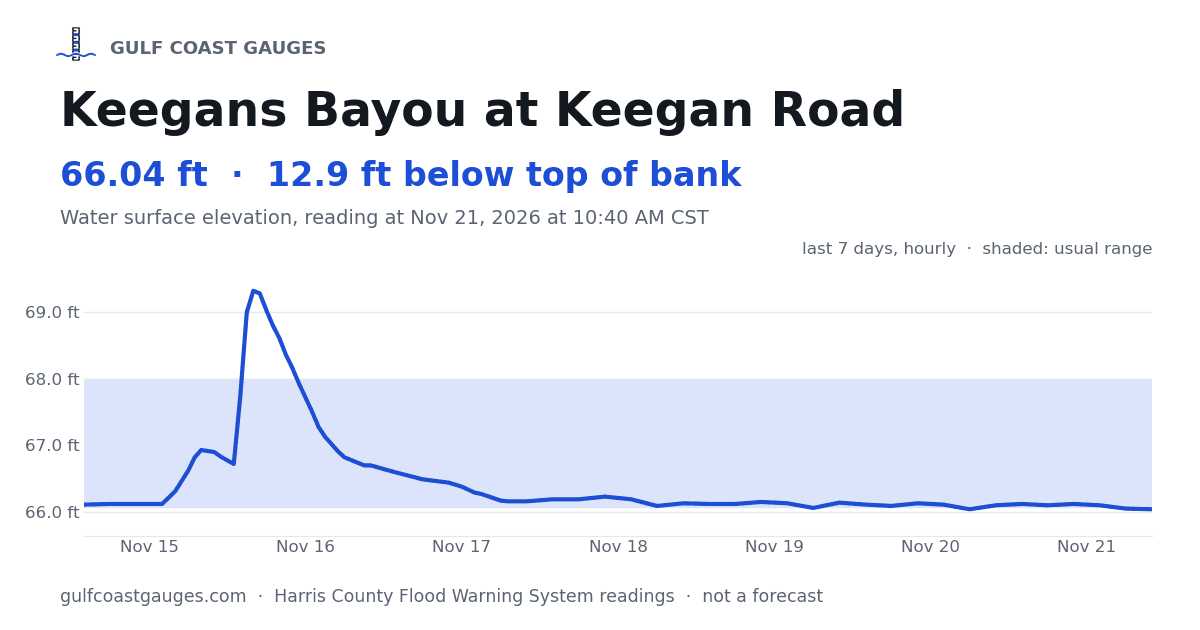 GULF COAST GAUGES
Keegans Bayou at Keegan Road
66.04 ft · 12.9 ft below top of bank
Water surface elevation, reading at Nov 21, 2026 at 10:40 AM CST
last 7 days, hourly · shaded: usual range
69.0 ft
68.0 ft
67.0 ft
66.0 ft
Nov 15 Nov 16 Nov 17 Nov 18 Nov 19 Nov 20 Nov 21
gulfcoastgauges.com · Harris County Flood Warning System readings · not a forecast